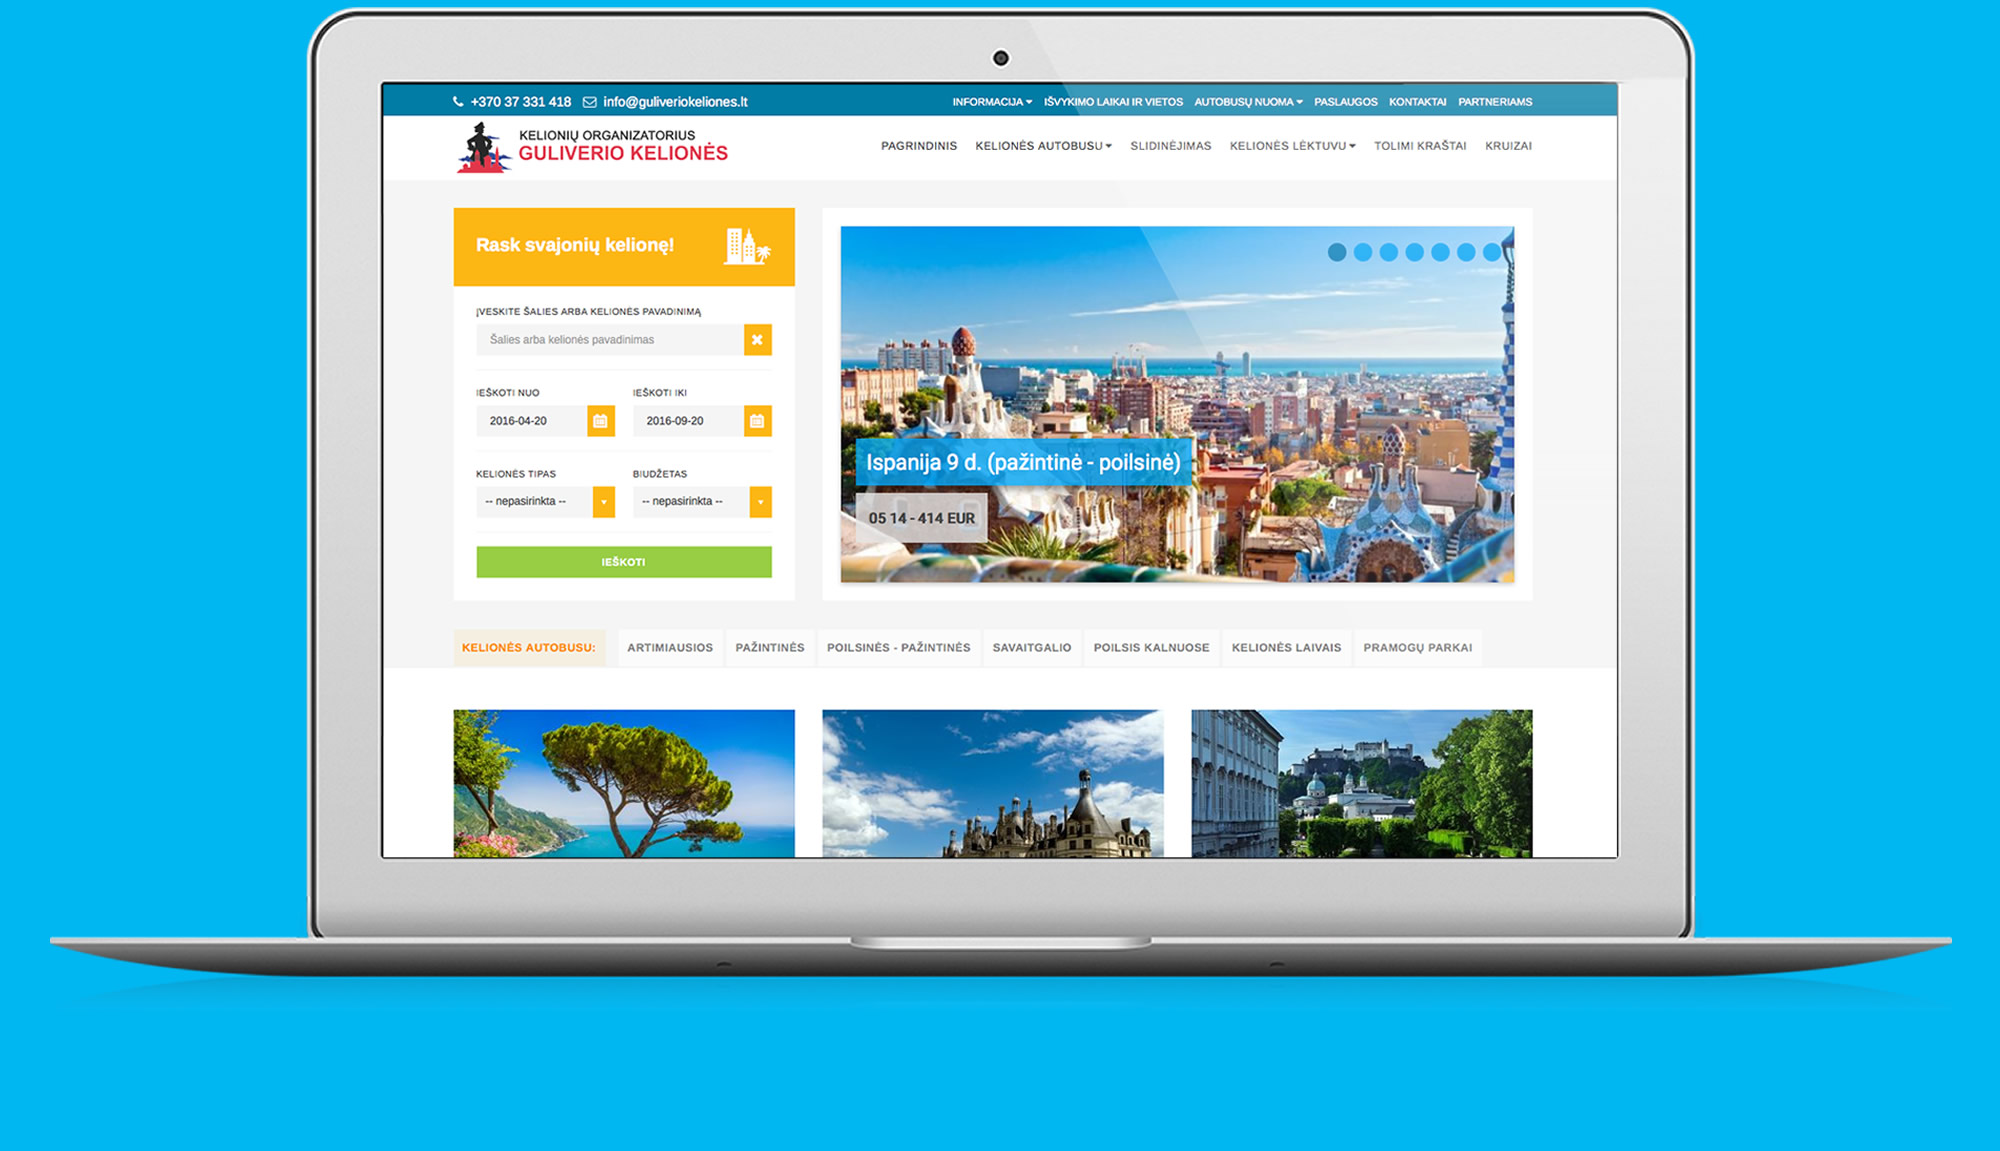 +370 37 331 418 info@guliveriokeliones.lt INFORMACIJA IŠVYKIMO LAIKAI IR VIETOS AUTOBUSŲ NUOMA PASLAUGOS KONTAKTAI PARTNERIAMS
KELIONIŲ ORGANIZATORIUS
GULIVERIO KELIONĖS
PAGRINDINIS KELIONĖS AUTOBUSU SLIDINĖJIMAS KELIONĖS LĖKTUVU TOLIMI KRAŠTAI KRUIZAI
Rask svajonių kelionę!
ĮVESKITE ŠALIES ARBA KELIONĖS PAVADINIMĄ
Šalies arba kelionės pavadinimas
IEŠKOTI NUO IEŠKOTI IKI
2016-04-20 2016-09-20
KELIONĖS TIPAS BIUDŽETAS
-- nepasirinkta -- -- nepasirinkta --
IEŠKOTI
Ispanija 9 d. (pažintinė - poilsinė)
05 14 - 414 EUR
KELIONĖS AUTOBUSU: ARTIMIAUSIOS PAŽINTINĖS POILSINĖS - PAŽINTINĖS SAVAITGALIO POILSIS KALNUOSE KELIONĖS LAIVAIS PRAMOGŲ PARKAI